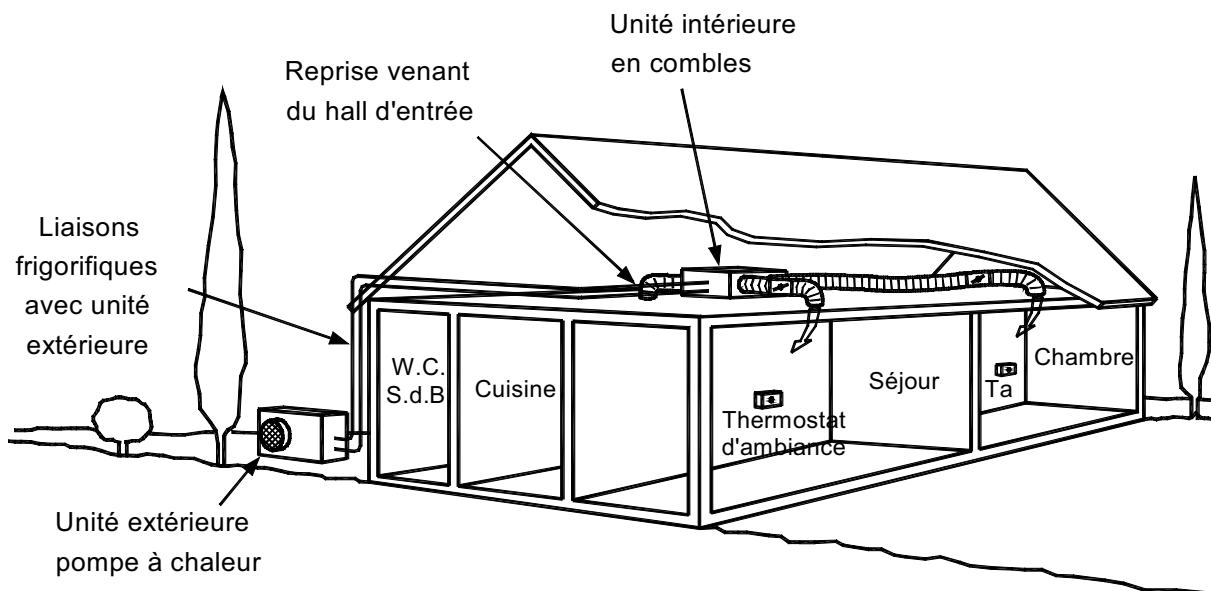 Unité intérieure
en combles
Reprise venant
du hall d'entrée
Liaisons
frigorifiques
avec unité
extérieure
W.C.
S.d.B
Cuisine
Thermostat
d'ambiance
Séjour
Ta
Chambre
Unité extérieure
pompe à chaleur